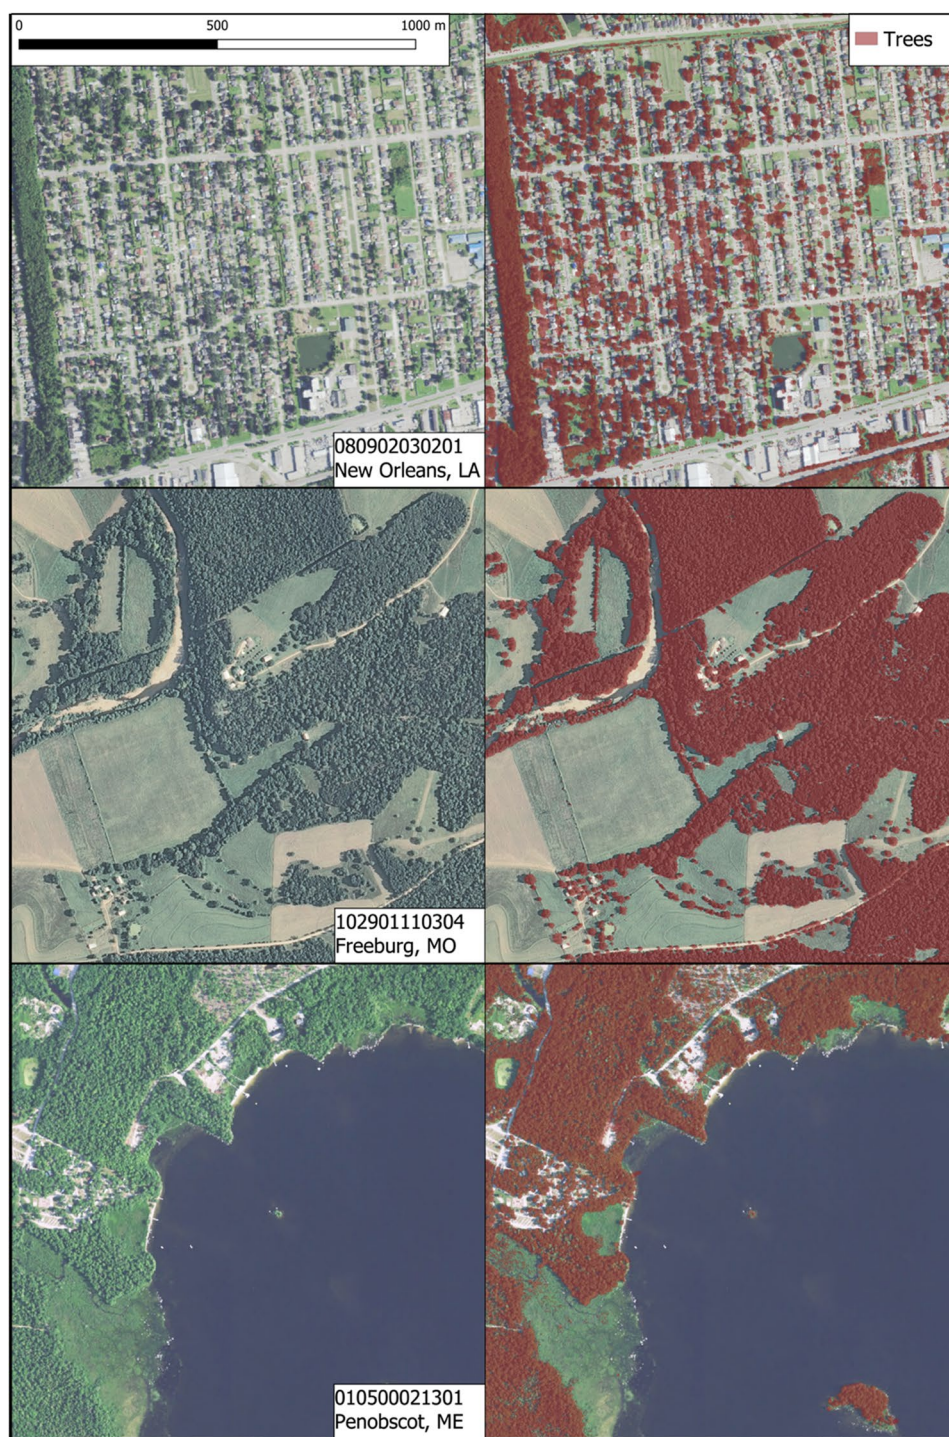 0 500 1000 m
Trees
080902030201
New Orleans, LA
102901110304
Freeburg, MO
010500021301
Penobscot, ME